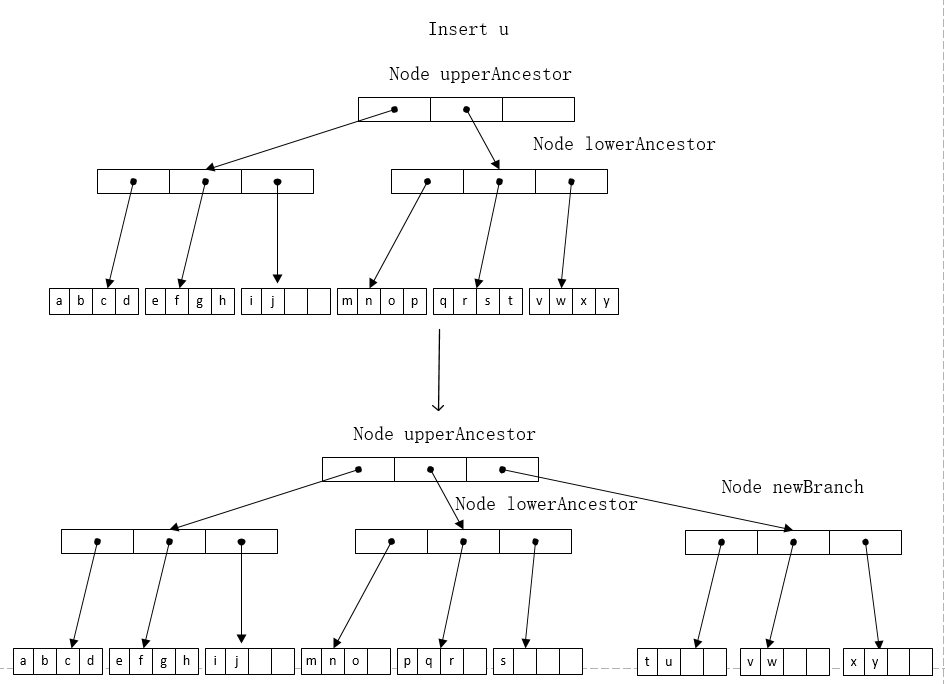 Insert u
Node upperAncestor
Node lowerAncestor
a b c d e f g h i j m n o p q r s t v w x y
Node upperAncestor
Node newBranch
Node lowerAncestor
a b c d e f g h i j m n o p q r s t u v w x y